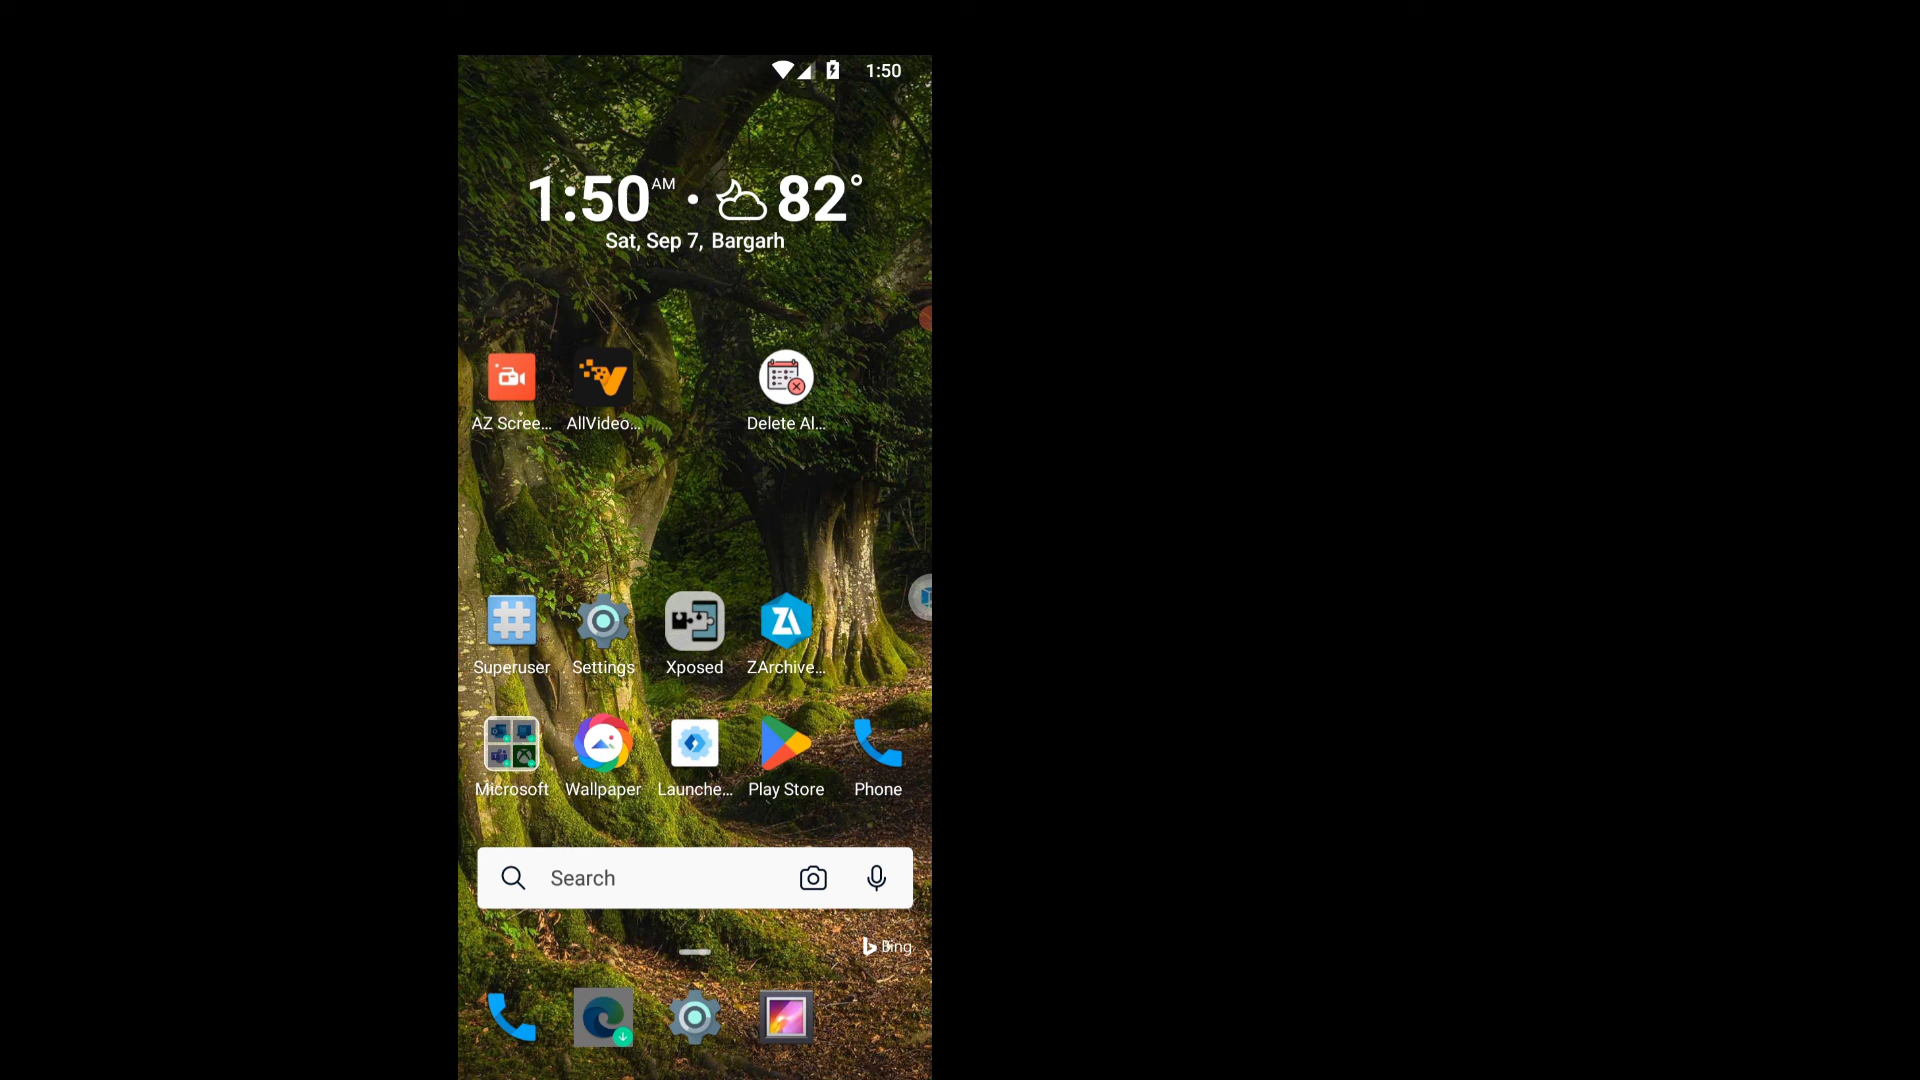 1:50
1:50 AM • 82°
Sat, Sep 7, Bargarh
AZ Scree... AllVideo... Delete Al...
Superuser Settings Xposed ZArchive...
Microsoft Wallpaper Launche... Play Store Phone
Search
Bing